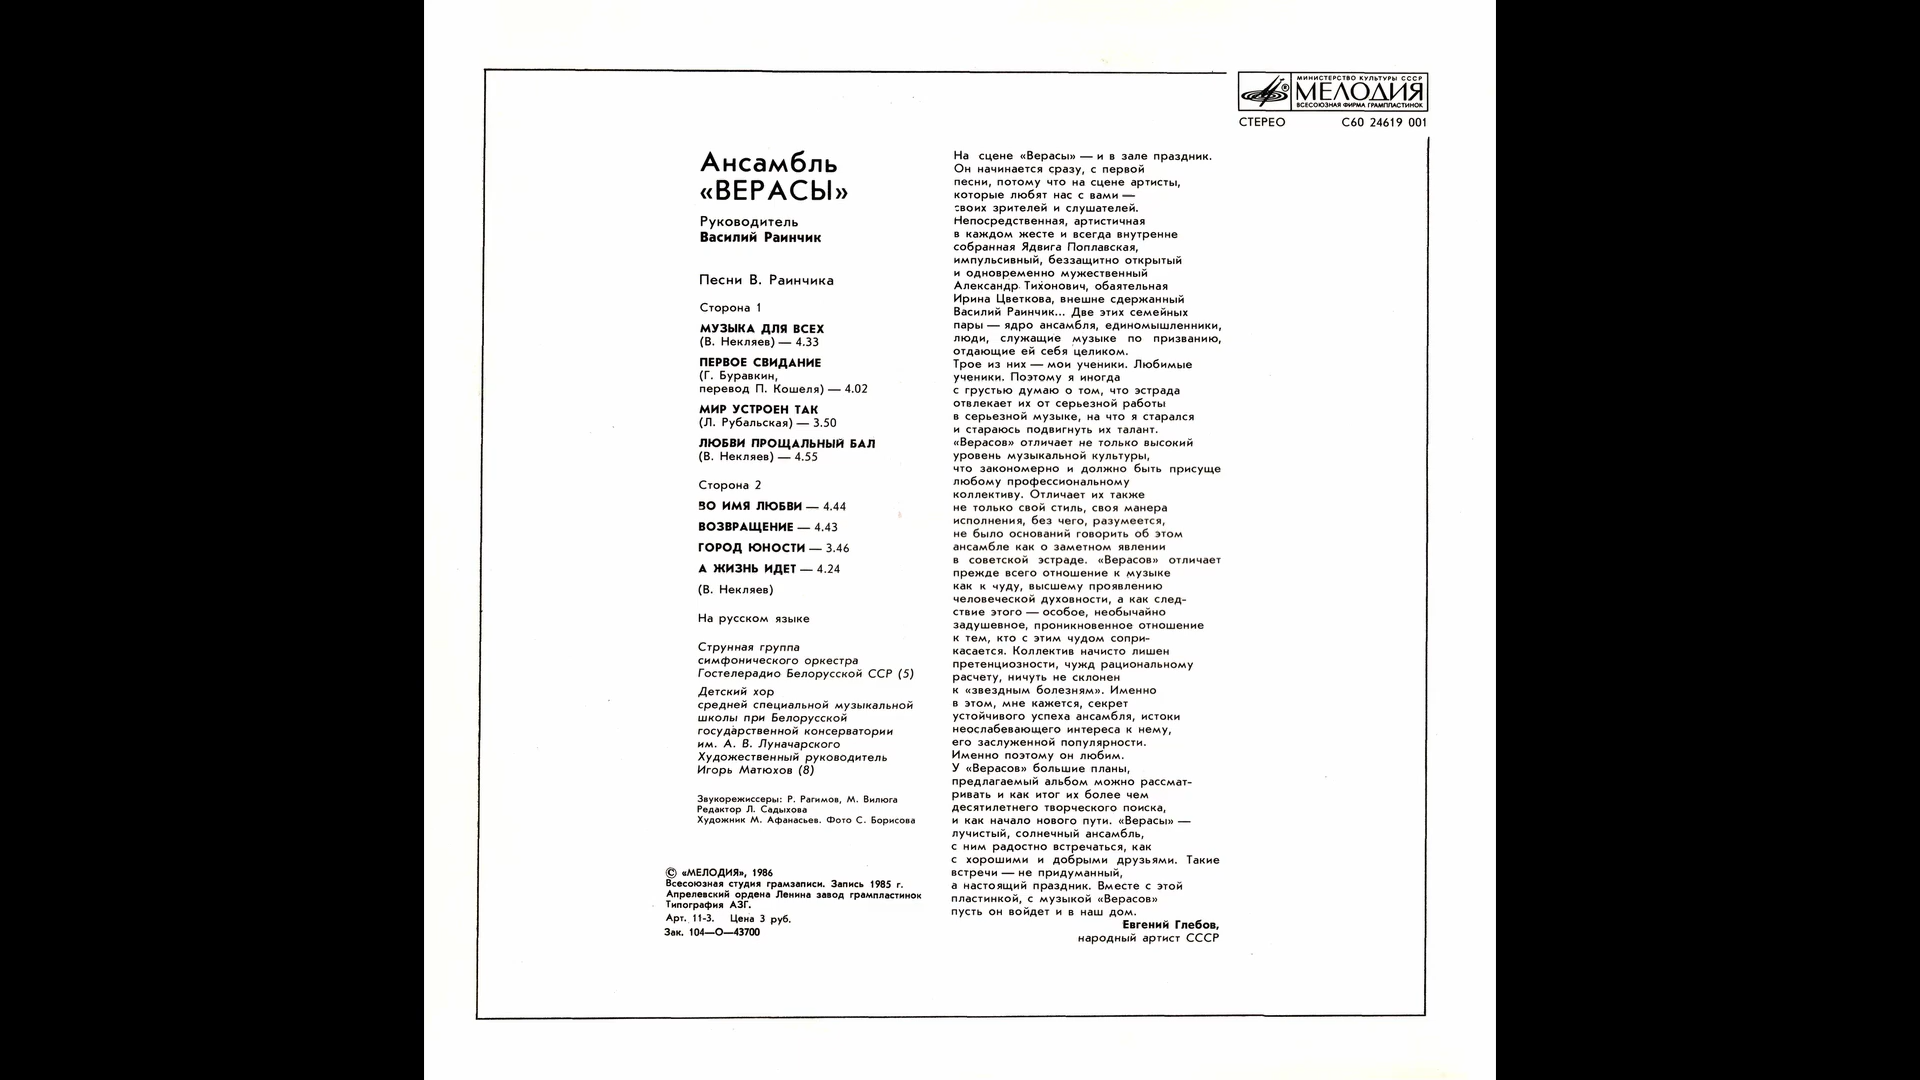 МИНИСТЕРСТВО КУЛЬТУРЫ СССР
МЕЛОДИЯ
ВСЕСОЮЗНАЯ ФИРМА ГРАМПЛАСТИНОК
СТЕРЕО С60 24619 001
Ансамбль
«ВЕРАСЫ»
Руководитель
Василий Раинчик
Песни В. Раинчика
Сторона 1
МУЗЫКА ДЛЯ ВСЕХ
(В. Некляев) — 4.33
ПЕРВОЕ СВИДАНИЕ
(Г. Буравкин,
перевод П. Кошеля) — 4.02
МИР УСТРОЕН ТАК
(Л. Рубальская) — 3.50
ЛЮБВИ ПРОЩАЛЬНЫЙ БАЛ
(В. Некляев) — 4.55
Сторона 2
ВО ИМЯ ЛЮБВИ — 4.44
ВОЗВРАЩЕНИЕ — 4.43
ГОРОД ЮНОСТИ — 3.46
А ЖИЗНЬ ИДЕТ — 4.24
(В. Некляев)
На русском языке
Струнная группа
симфонического оркестра
Гостелерадио Белорусской ССР (5)
Детский хор
средней специальной музыкальной
школы при Белорусской
государственной консерватории
им. А. В. Луначарского
Художественный руководитель
Игорь Матюхов (8)
Звукорежиссеры: Р. Рагимов, М. Вилюга
Редактор Л. Садыхова
Художник М. Афанасьев. Фото С. Борисова
© «МЕЛОДИЯ», 1986
Всесоюзная студия грамзаписи. Запись 1985 г.
Апрелевский ордена Ленина завод грампластинок
Типография АЗГ.
Арт. 11-3. Цена 3 руб.
Зак. 104—О—43700
На сцене «Верасы» — и в зале праздник.
Он начинается сразу, с первой
песни, потому что на сцене артисты,
которые любят нас с вами —
своих зрителей и слушателей.
Непосредственная, артистичная
в каждом жесте и всегда внутренне
собранная Ядвига Поплавская,
импульсивный, беззащитно открытый
и одновременно мужественный
Александр Тихонович, обаятельная
Ирина Цветкова, внешне сдержанный
Василий Раинчик... Две этих семейных
пары — ядро ансамбля, единомышленники,
люди, служащие музыке по призванию,
отдающие ей себя целиком.
Трое из них — мои ученики. Любимые
ученики. Поэтому я иногда
с грустью думаю о том, что эстрада
отвлекает их от серьезной работы
в серьезной музыке, на что я старался
и стараюсь подвигнуть их талант.
«Верасов» отличает не только высокий
уровень музыкальной культуры,
что закономерно и должно быть присуще
любому профессиональному
коллективу. Отличает их также
не только свой стиль, своя манера
исполнения, без чего, разумеется,
не было оснований говорить об этом
ансамбле как о заметном явлении
в советской эстраде. «Верасов» отличает
прежде всего отношение к музыке
как к чуду, высшему проявлению
человеческой духовности, а как след-
ствие этого — особое, необычайно
задушевное, проникновенное отношение
к тем, кто с этим чудом сопри-
касается. Коллектив начисто лишен
претенциозности, чужд рациональному
расчету, ничуть не склонен
к «звездным болезням». Именно
в этом, мне кажется, секрет
устойчивого успеха ансамбля, истоки
неослабевающего интереса к нему,
его заслуженной популярности.
Именно поэтому он любим.
У «Верасов» большие планы,
предлагаемый альбом можно рассмат-
ривать и как итог их более чем
десятилетнего творческого поиска,
и как начало нового пути. «Верасы» —
лучистый, солнечный ансамбль,
с ним радостно встречаться, как
с хорошими и добрыми друзьями. Такие
встречи — не придуманный,
а настоящий праздник. Вместе с этой
пластинкой, с музыкой «Верасов»
пусть он войдет и в наш дом.
Евгений Глебов,
народный артист СССР